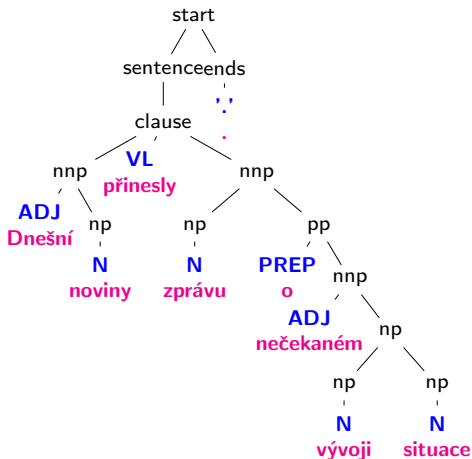 start
sentence ends
clause '.'
.
nnp VL nnp
přinesly
ADJ np np pp
Dnešní
N N PREP nnp
noviny zprávu o
ADJ np
nečekaném
np np
N N
vývoji situace